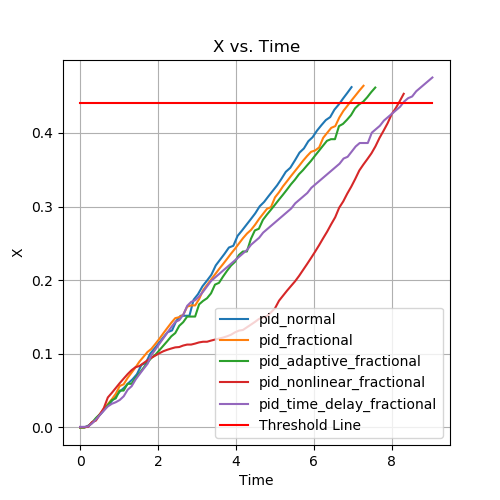 X vs. Time
0.4
0.3
0.2
0.1
0.0
X
pid_normal
pid_fractional
pid_adaptive_fractional
pid_nonlinear_fractional
pid_time_delay_fractional
Threshold Line
0 2 4 6 8
Time